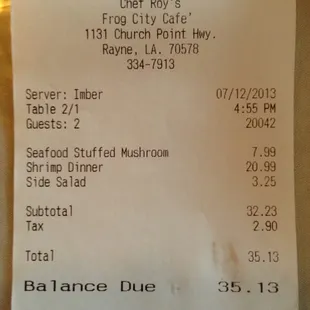 Chef Roy's
Frog City Cafe'
1131 Church Point Hwy.
Rayne, LA. 70578
334-7913
Server: Imber 07/12/2013
Table 2/1 4:55 PM
Guests: 2 20042
Seafood Stuffed Mushroom 7.99
Shrimp Dinner 20.99
Side Salad 3.25
Subtotal 32.23
Tax 2.90
Total 35.13
Balance Due 35.13